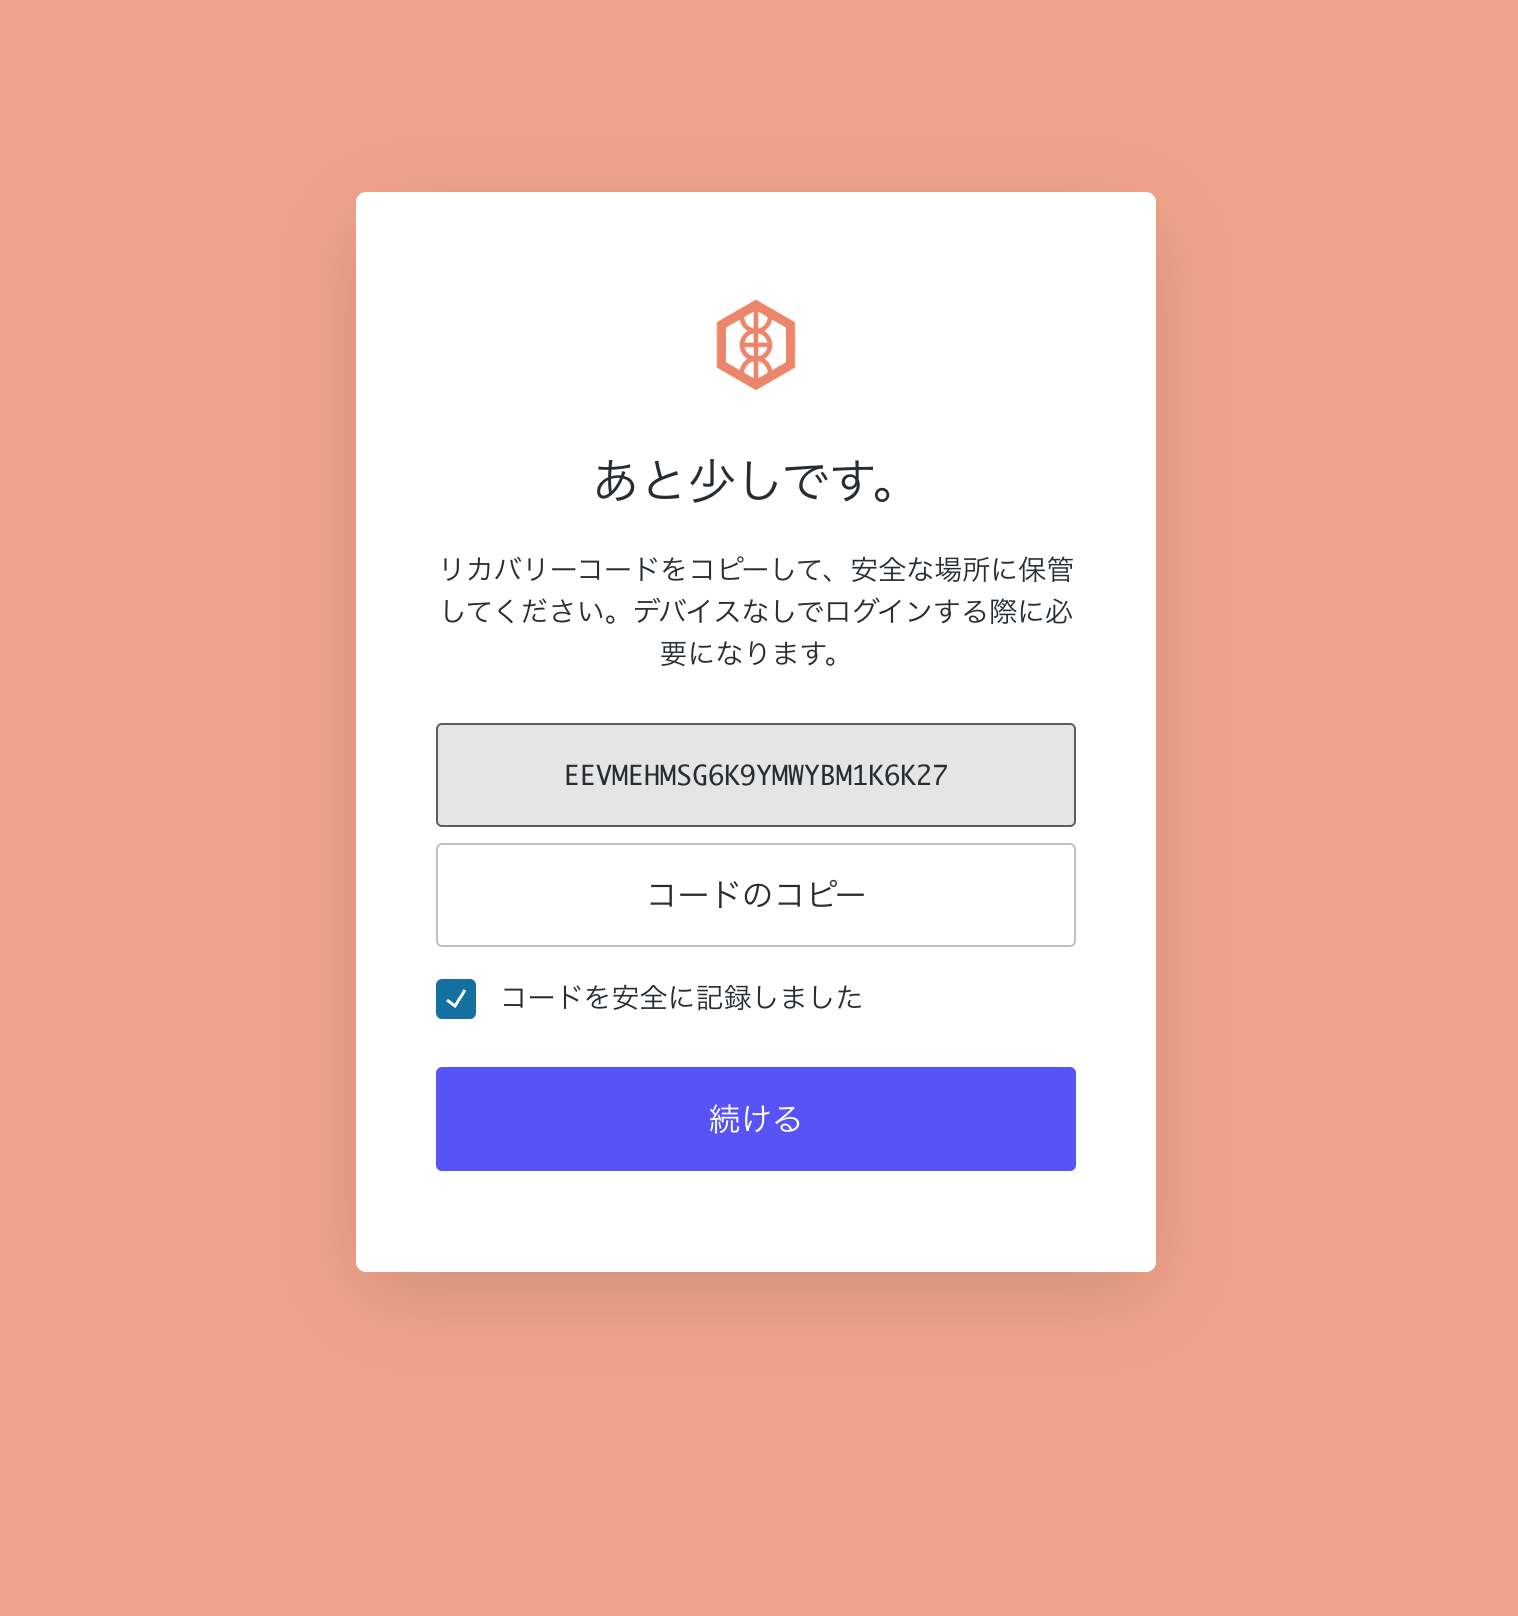 あと少しです。
リカバリーコードをコピーして、安全な場所に保管
してください。デバイスなしでログインする際に必
要になります。
EEVMEHMSG6K9YMWYBM1K6K27
コードのコピー
コードを安全に記録しました
続ける